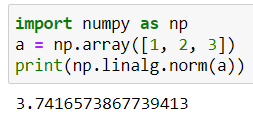 import numpy as np
a = np.array([1, 2, 3])
print(np.linalg.norm(a))
3.7416573867739413